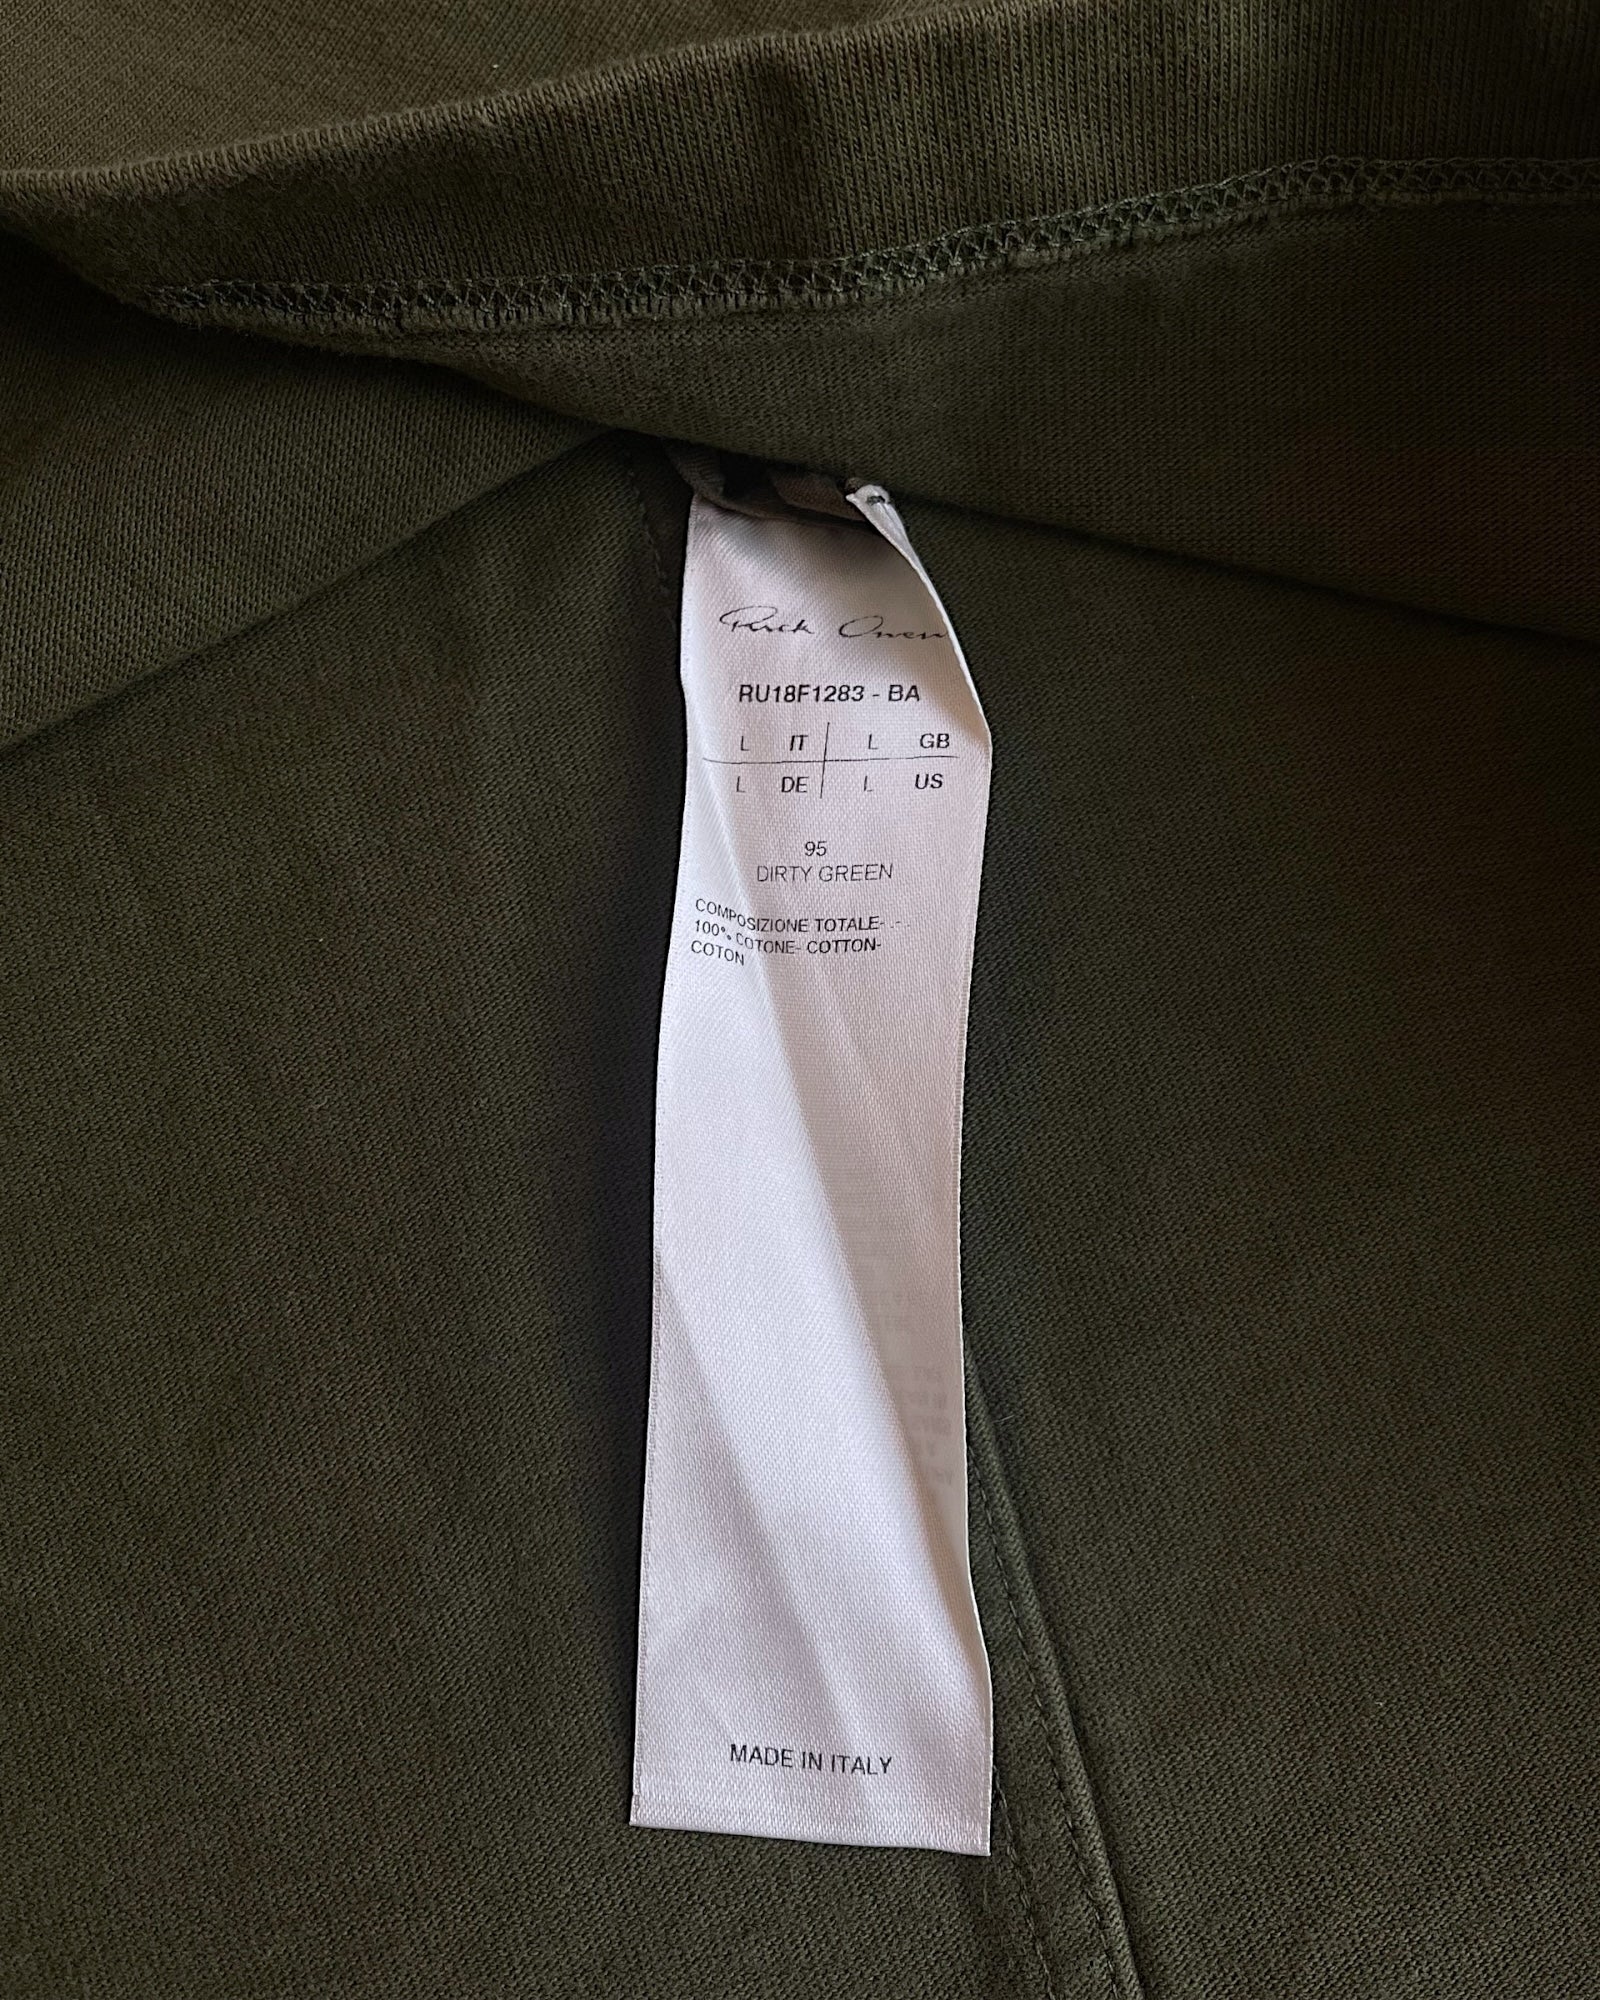 Rick Owen
RU18F1283 - BA
L IT L GB
L DE L US
95
DIRTY GREEN
COMPOSIZIONE TOTALE- -
100% COTONE- COTTON-
COTON
MADE IN ITALY